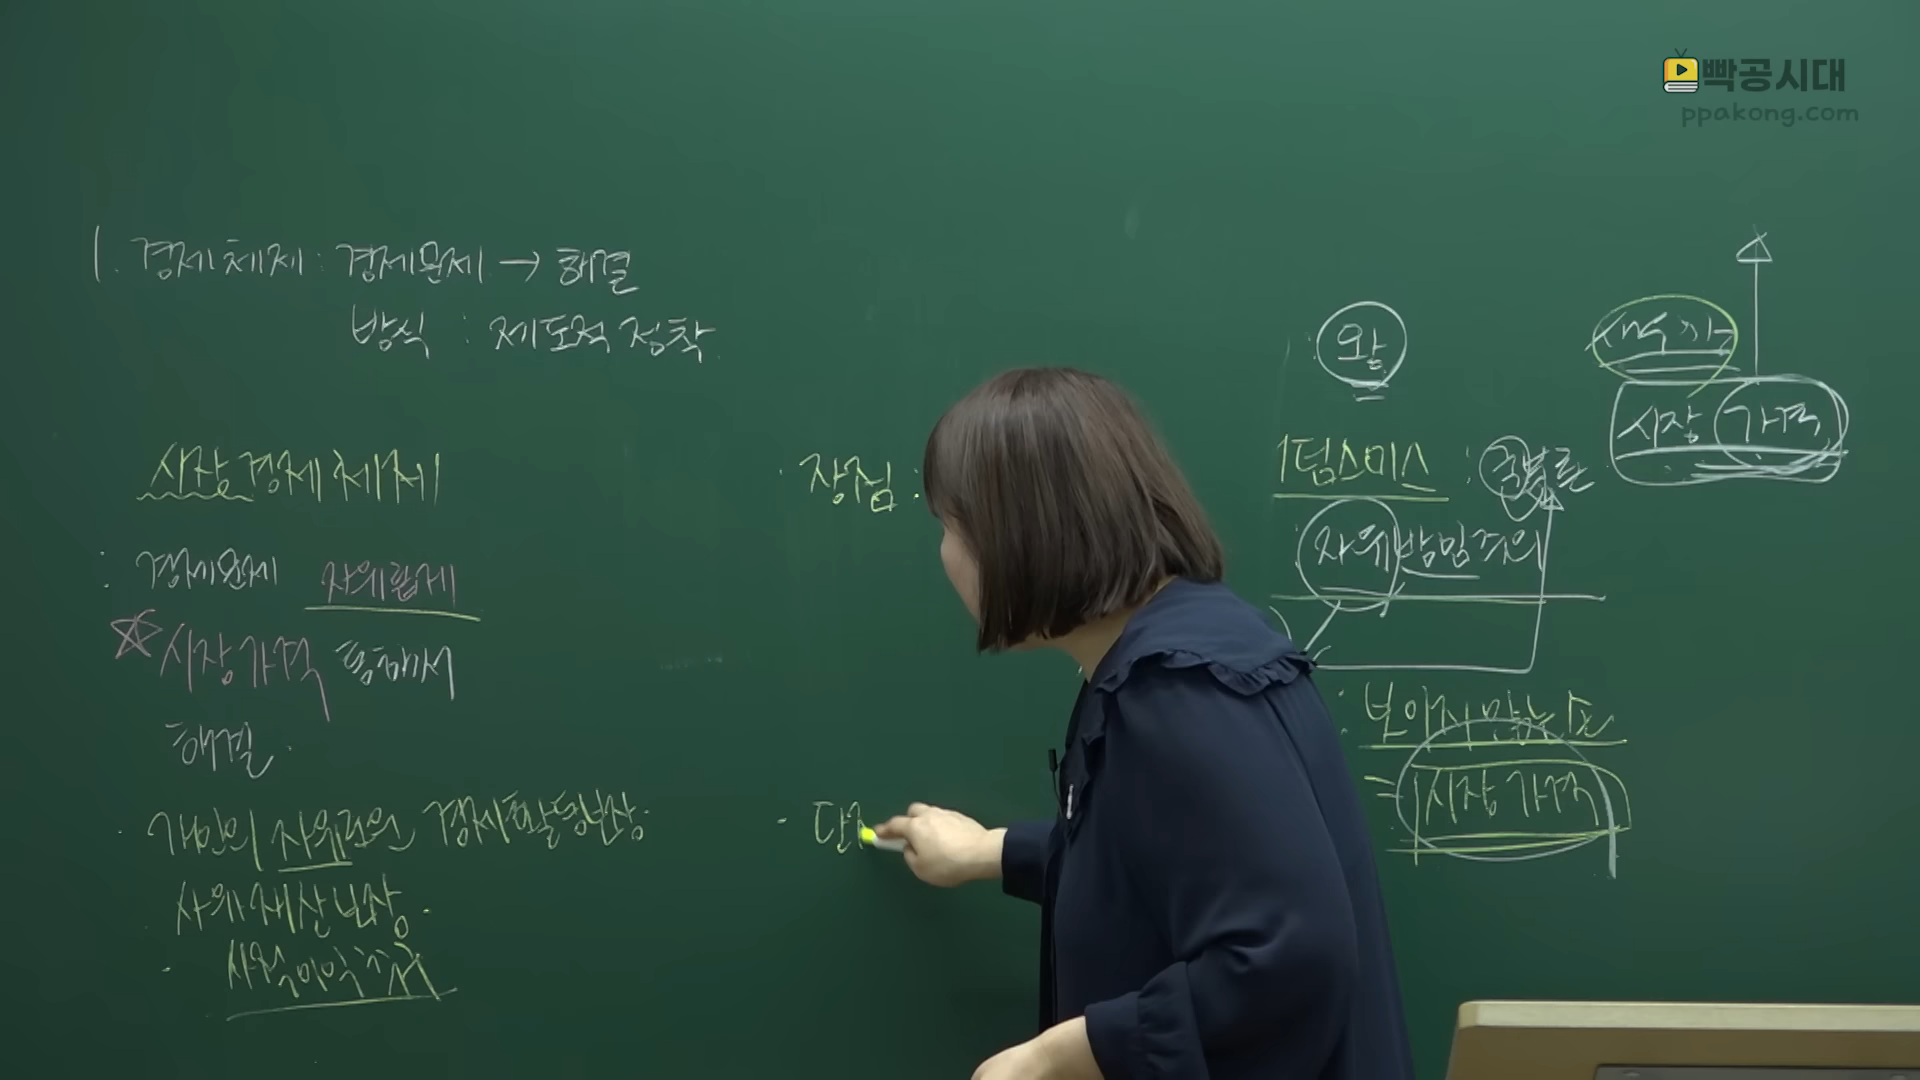 빡공시대
ppakong.com
1. 경제체제 : 경제문제 → 해결
방식 : 제도적 정착
시장경제체제
: 경제문제
☆시장가격 통해서
해결.
· 개인의 자유로운 경제활동보장.
사유재산 보장.
· 사적이익추구
· 장점 :
· 단
: 왕
시장 가격
애덤스미스 : 국부론
자유방임주의
: 보이지 않는 손
= 시장 가격